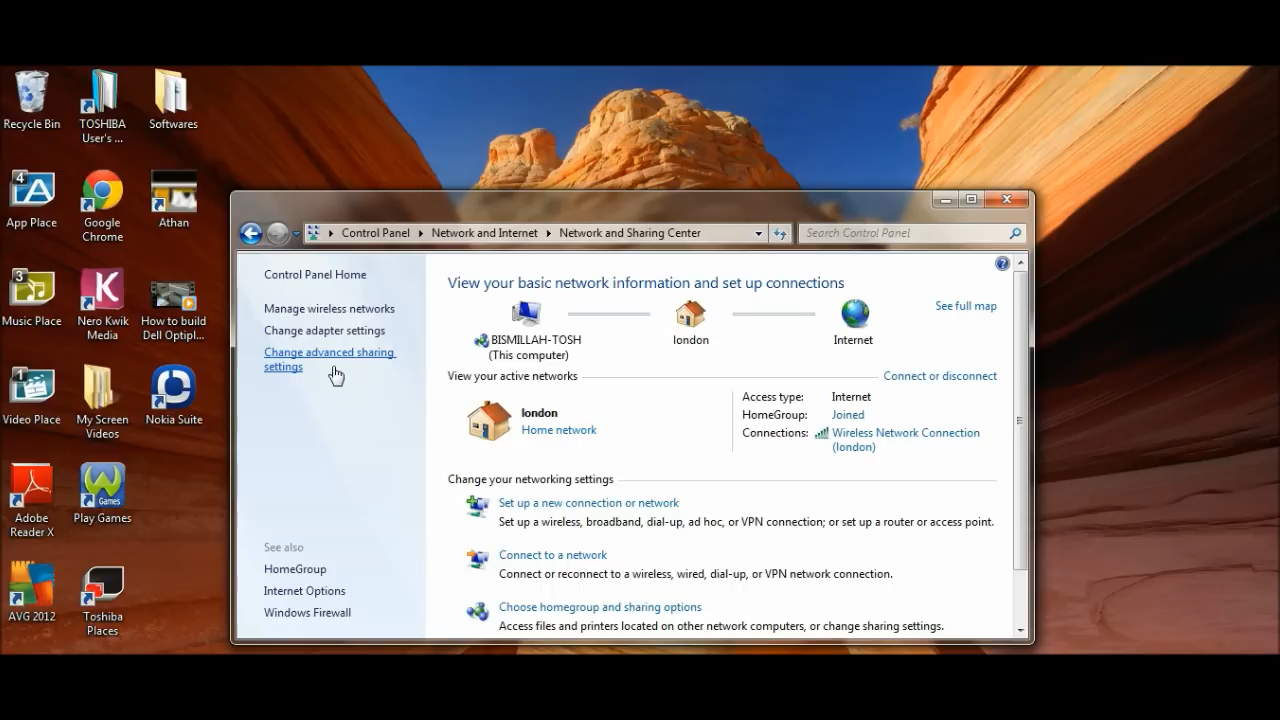 Recycle Bin
TOSHIBA
User's ...
Softwares
4
App Place
Google
Chrome
Athan
3
Music Place
Nero Kwik
Media
How to build
Dell Optipl...
1
Video Place
My Screen
Videos
Nokia Suite
Adobe
Reader X
Games
Play Games
AVG 2012
Toshiba
Places
Control Panel
Network and Internet
Network and Sharing Center
Search Control Panel
Control Panel Home
Manage wireless networks
Change adapter settings
Change advanced sharing
settings
See also
HomeGroup
Internet Options
Windows Firewall
View your basic network information and set up connections
See full map
BISMILLAH-TOSH
(This computer)
london
Internet
View your active networks
Connect or disconnect
london
Home network
Access type: Internet
HomeGroup: Joined
Connections: Wireless Network Connection
(london)
Change your networking settings
Set up a new connection or network
Set up a wireless, broadband, dial-up, ad hoc, or VPN connection; or set up a router or access point.
Connect to a network
Connect or reconnect to a wireless, wired, dial-up, or VPN network connection.
Choose homegroup and sharing options
Access files and printers located on other network computers, or change sharing settings.